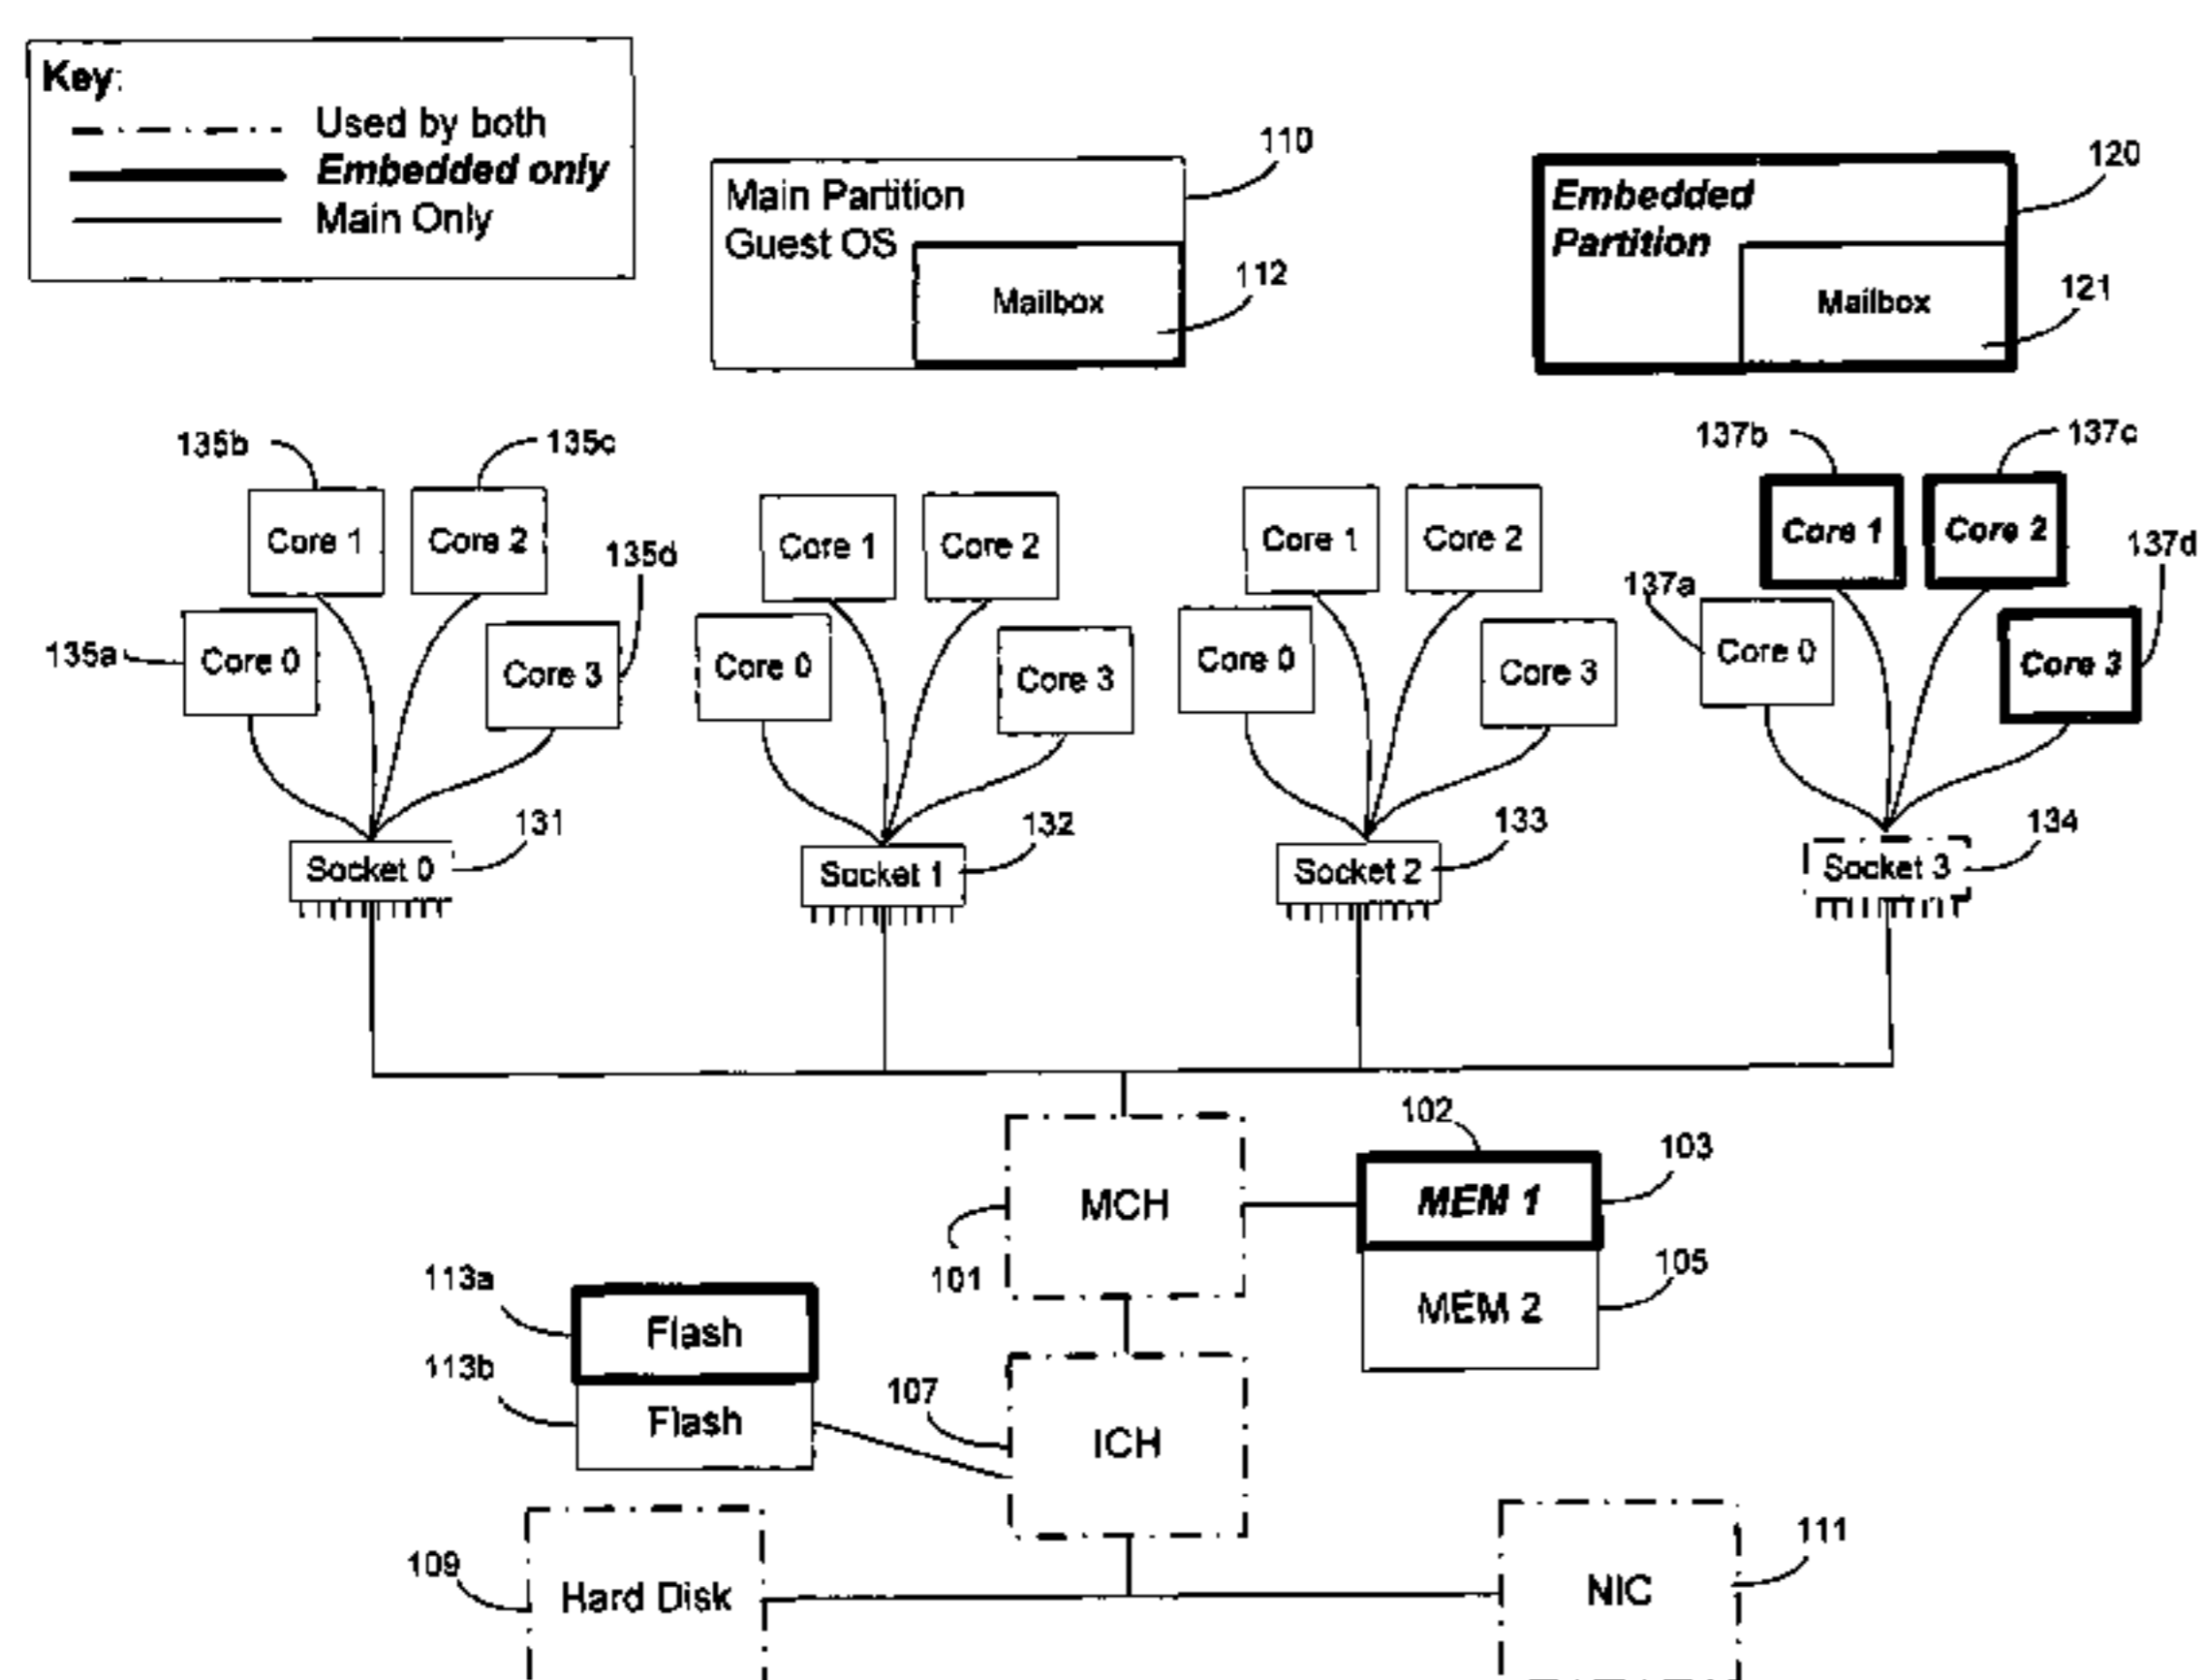 Key:
Used by both
Embedded only
Main Only
110
Main Partition
Guest OS
Mailbox
112
120
Embedded
Partition
Mailbox
121
135b
135c
Core 1
Core 2
135d
135a
Core 0
Core 3
Socket 0
131
Core 1
Core 2
Core 0
Core 3
Socket 1
132
Core 1
Core 2
Core 0
Core 3
Socket 2
133
137b
137c
Core 1
Core 2
137d
137a
Core 0
Core 3
Socket 3
134
MCH
101
102
103
MEM 1
105
MEM 2
113a
Flash
113b
Flash
107
ICH
109
Hard Disk
NIC
111